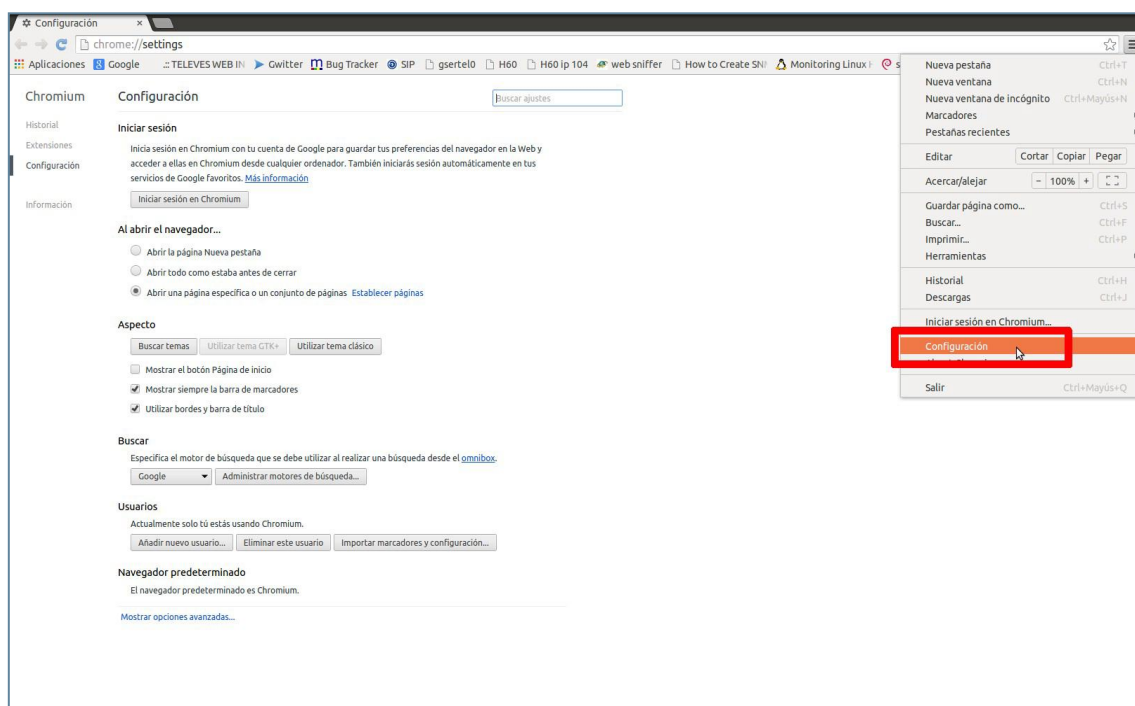 Configuración
chrome://settings
Aplicaciones Google .:: TELEVES WEB IN Gwitter Bug Tracker SIP gsertel0 H60 H60 ip 104 web sniffer How to Create SN Monitoring Linux
Chromium
Historial
Extensiones
Configuración
Información
Configuración
Buscar ajustes
Iniciar sesión
Inicia sesión en Chromium con tu cuenta de Google para guardar tus preferencias del navegador en la Web y
acceder a ellas en Chromium desde cualquier ordenador. También iniciarás sesión automáticamente en tus
servicios de Google favoritos. Más información
Iniciar sesión en Chromium
Al abrir el navegador...
Abrir la página Nueva pestaña
Abrir todo como estaba antes de cerrar
Abrir una página específica o un conjunto de páginas Establecer páginas
Aspecto
Buscar temas Utilizar tema GTK+ Utilizar tema clásico
Mostrar el botón Página de inicio
Mostrar siempre la barra de marcadores
Utilizar bordes y barra de título
Buscar
Especifica el motor de búsqueda que se debe utilizar al realizar una búsqueda desde el omnibox.
Google Administrar motores de búsqueda...
Usuarios
Actualmente solo tú estás usando Chromium.
Añadir nuevo usuario... Eliminar este usuario Importar marcadores y configuración...
Navegador predeterminado
El navegador predeterminado es Chromium.
Mostrar opciones avanzadas...
Nueva pestaña Ctrl+T
Nueva ventana Ctrl+N
Nueva ventana de incógnito Ctrl+Mayús+N
Marcadores
Pestañas recientes
Editar Cortar Copiar Pegar
Acercar/alejar - 100% +
Guardar página como... Ctrl+S
Buscar... Ctrl+F
Imprimir... Ctrl+P
Herramientas
Historial Ctrl+H
Descargas Ctrl+J
Iniciar sesión en Chromium...
Configuración
Salir Ctrl+Mayús+Q